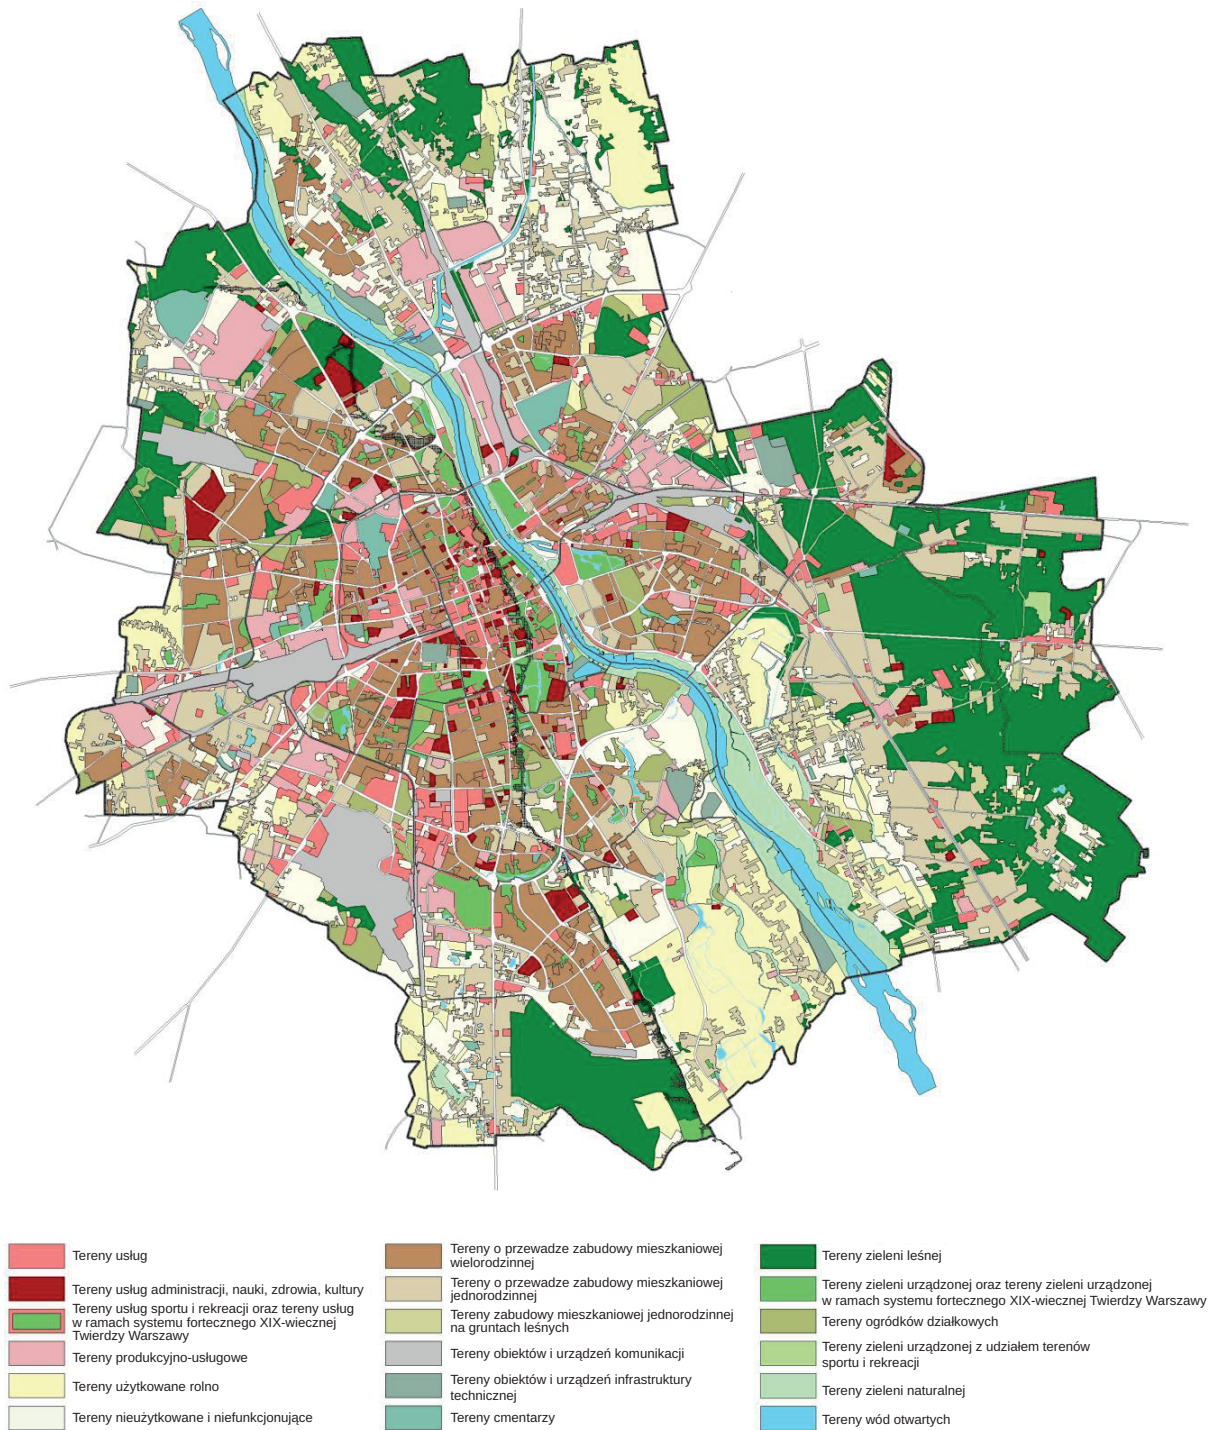 Tereny usług
Tereny usług administracji, nauki, zdrowia, kultury
Tereny usług sportu i rekreacji oraz tereny usług
w ramach systemu fortecznego XIX-wiecznej
Twierdzy Warszawy
Tereny produkcyjno-usługowe
Tereny użytkowane rolno
Tereny nieużytkowane i niefunkcjonujące
Tereny o przewadze zabudowy mieszkaniowej
wielorodzinnej
Tereny o przewadze zabudowy mieszkaniowej
jednorodzinnej
Tereny zabudowy mieszkaniowej jednorodzinnej
na gruntach leśnych
Tereny obiektów i urządzeń komunikacji
Tereny obiektów i urządzeń infrastruktury
technicznej
Tereny cmentarzy
Tereny zieleni leśnej
Tereny zieleni urządzonej oraz tereny zieleni urządzonej
w ramach systemu fortecznego XIX-wiecznej Twierdzy Warszawy
Tereny ogródków działkowych
Tereny zieleni urządzonej z udziałem terenów
sportu i rekreacji
Tereny zieleni naturalnej
Tereny wód otwartych